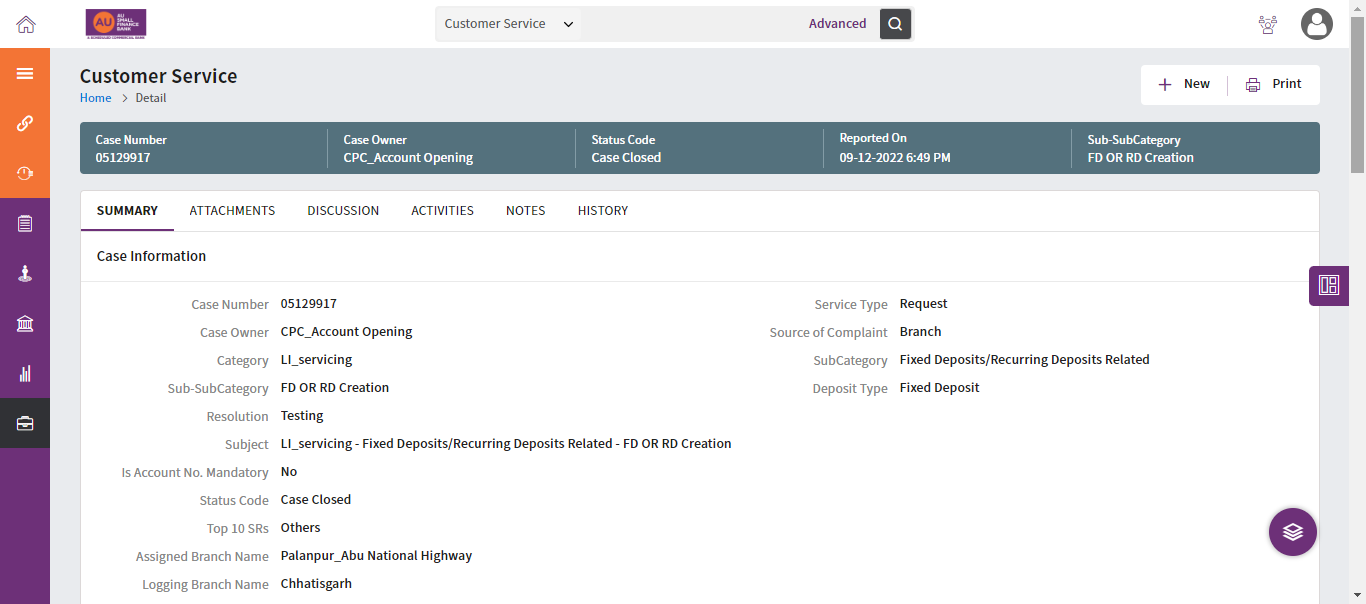 AU
AU
SMALL
FINANCE
BANK
A SCHEDULED COMMERCIAL BANK
Customer Service
Advanced
Customer Service
Home > Detail
New
Print
Case Number
05129917
Case Owner
CPC_Account Opening
Status Code
Case Closed
Reported On
09-12-2022 6:49 PM
Sub-SubCategory
FD OR RD Creation
SUMMARY ATTACHMENTS DISCUSSION ACTIVITIES NOTES HISTORY
Case Information
Case Number 05129917
Service Type Request
Case Owner CPC_Account Opening
Source of Complaint Branch
Category LI_servicing
SubCategory Fixed Deposits/Recurring Deposits Related
Sub-SubCategory FD OR RD Creation
Deposit Type Fixed Deposit
Resolution Testing
Subject LI_servicing - Fixed Deposits/Recurring Deposits Related - FD OR RD Creation
Is Account No. Mandatory No
Status Code Case Closed
Top 10 SRs Others
Assigned Branch Name Palanpur_Abu National Highway
Logging Branch Name Chhatisgarh